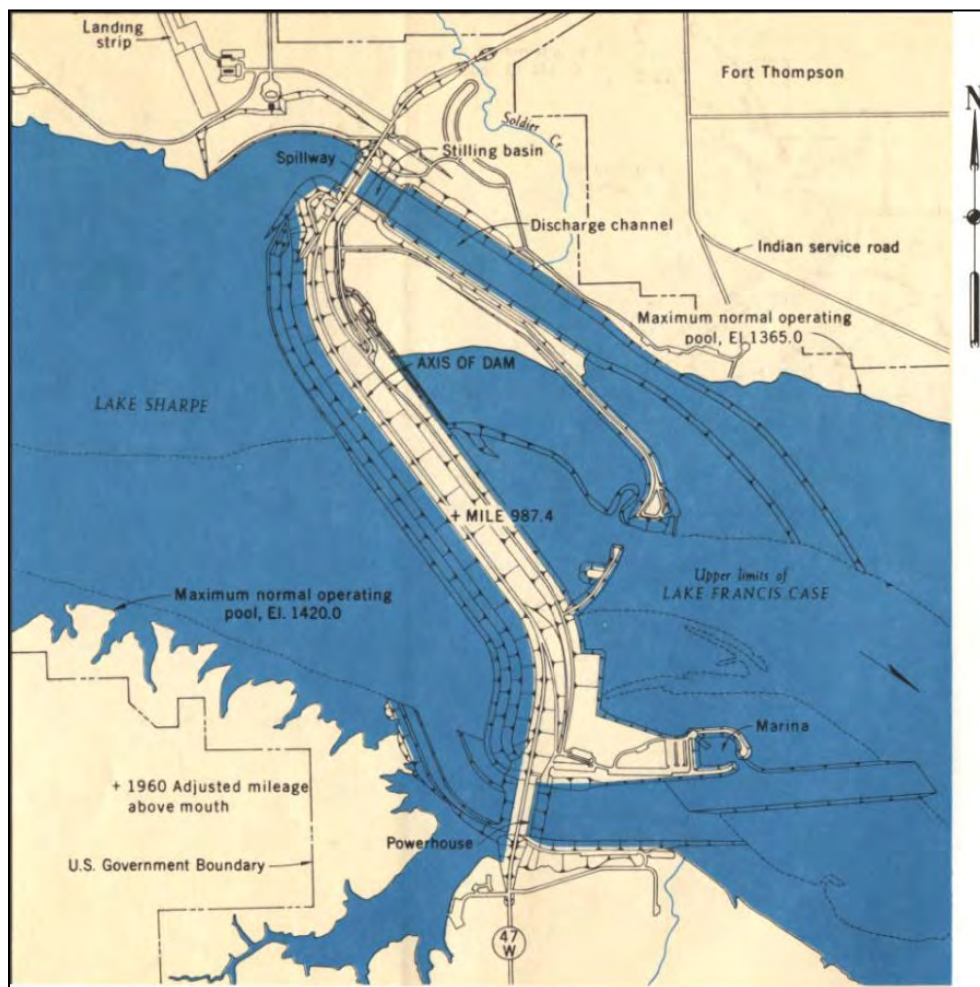 Landing
strip
Fort Thompson
N
Soldier Cr.
Stilling basin
Spillway
Discharge channel
Indian service road
Maximum normal operating
pool, El. 1365.0
AXIS OF DAM
LAKE SHARPE
+ MILE 987.4
Upper limits of
LAKE FRANCIS CASE
Maximum normal operating
pool, El. 1420.0
Marina
+ 1960 Adjusted mileage
above mouth
Powerhouse
U.S. Government Boundary
47
W